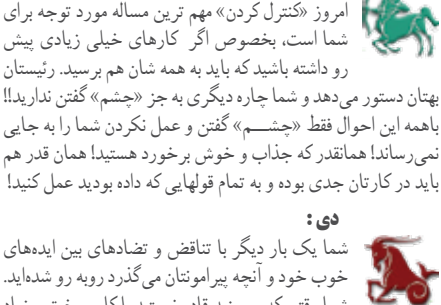 امروز «کنترل کردن» مهم ترین مساله مورد توجه برای
شما است، بخصوص اگر کارهای خیلی زیادی پیش
رو داشته باشید که باید به همه شان هم برسید. رئیستان
بهتان دستور می‌دهد و شما چاره دیگری به جز «چشم» گفتن ندارید!!
باهمه این احوال فقط «چشــــم» گفتن و عمل نکردن شما را به جایی
نمی‌رساند! همانقدر که جذاب و خوش برخورد هستید! همان قدر هم
باید در کارتان جدی بوده و به تمام قولهایی که داده بودید عمل کنید!
دی :
شما یک بار دیگر با تناقض و تضادهای بین ایده‌های
خوب خود و آنچه پیرامونتان می‌گذرد روبه رو شده‌اید.